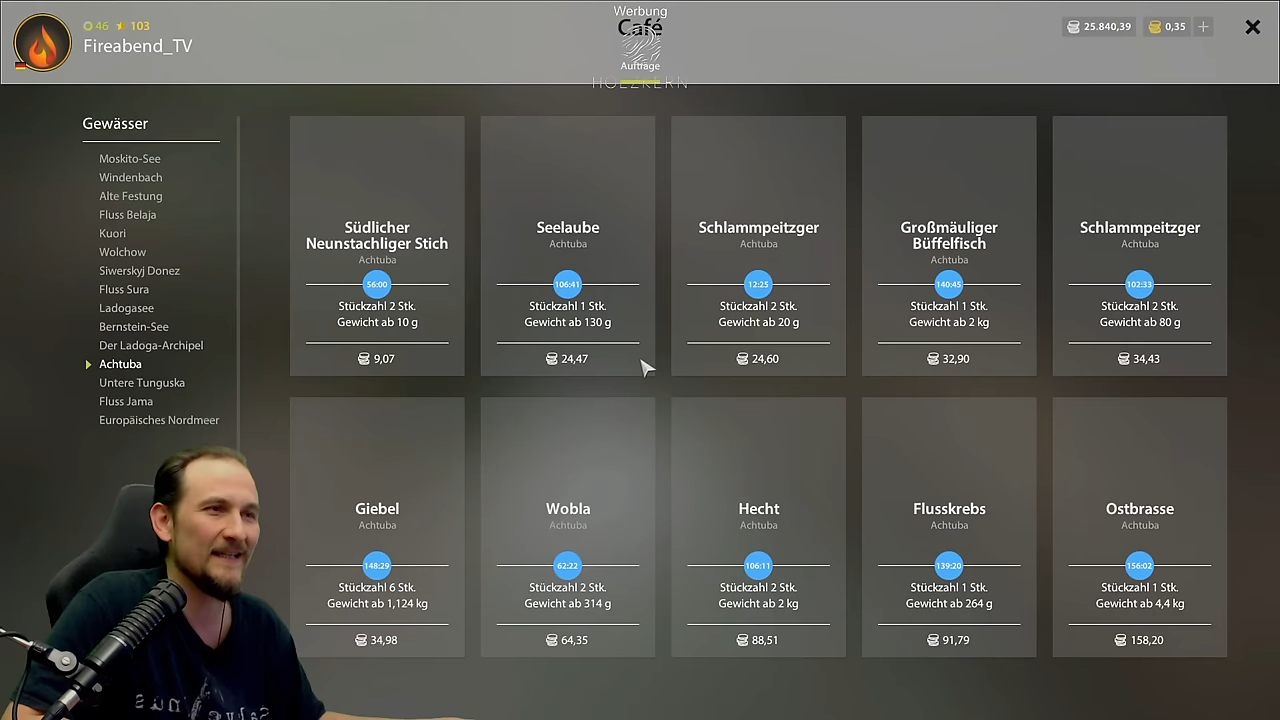 Werbung
46 103
Café
25.840,39
0,35
Fireabend_TV
Aufträge
HOLZKERN
Gewässer
Moskito-See
Windenbach
Alte Festung
Fluss Belaja
Kuori
Wolchow
Siwerskyj Donez
Fluss Sura
Ladogasee
Bernstein-See
Der Ladoga-Archipel
Achtuba
Untere Tunguska
Fluss Jama
Europäisches Nordmeer
Südlicher
Neunstachliger Stich
Achtuba
56:00
Stückzahl 2 Stk.
Gewicht ab 10 g
9,07
Seelaube
Achtuba
106:41
Stückzahl 1 Stk.
Gewicht ab 130 g
24,47
Schlammpeitzger
Achtuba
12:25
Stückzahl 2 Stk.
Gewicht ab 20 g
24,60
Großmäuliger
Büffelfisch
Achtuba
140:45
Stückzahl 1 Stk.
Gewicht ab 2 kg
32,90
Schlammpeitzger
Achtuba
102:33
Stückzahl 2 Stk.
Gewicht ab 80 g
34,43
Giebel
Achtuba
148:29
Stückzahl 6 Stk.
Gewicht ab 1,124 kg
34,98
Wobla
Achtuba
62:22
Stückzahl 2 Stk.
Gewicht ab 314 g
64,35
Hecht
Achtuba
106:11
Stückzahl 2 Stk.
Gewicht ab 2 kg
88,51
Flusskrebs
Achtuba
139:20
Stückzahl 1 Stk.
Gewicht ab 264 g
91,79
Ostbrasse
Achtuba
156:02
Stückzahl 1 Stk.
Gewicht ab 4,4 kg
158,20